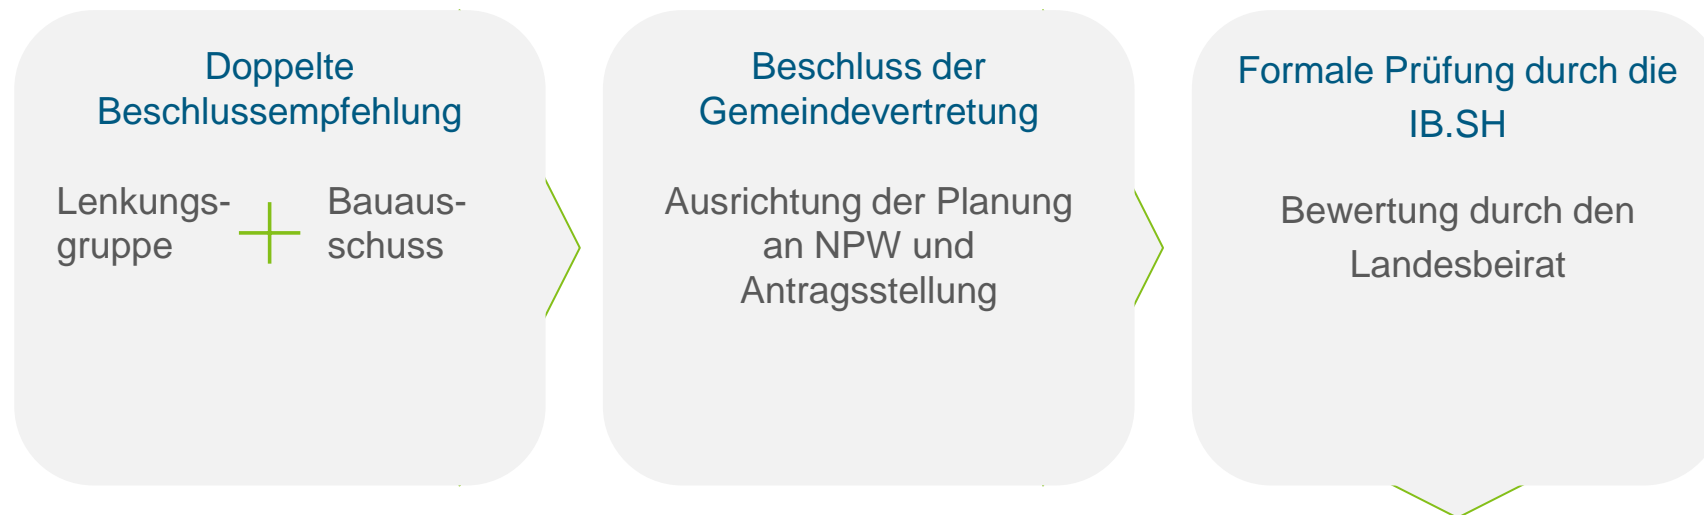 Doppelte
Beschlussempfehlung
Lenkungs-
gruppe
Bauaus-
schuss
Beschluss der
Gemeindevertretung
Ausrichtung der Planung
an NPW und
Antragsstellung
Formale Prüfung durch die
IB.SH
Bewertung durch den
Landesbeirat